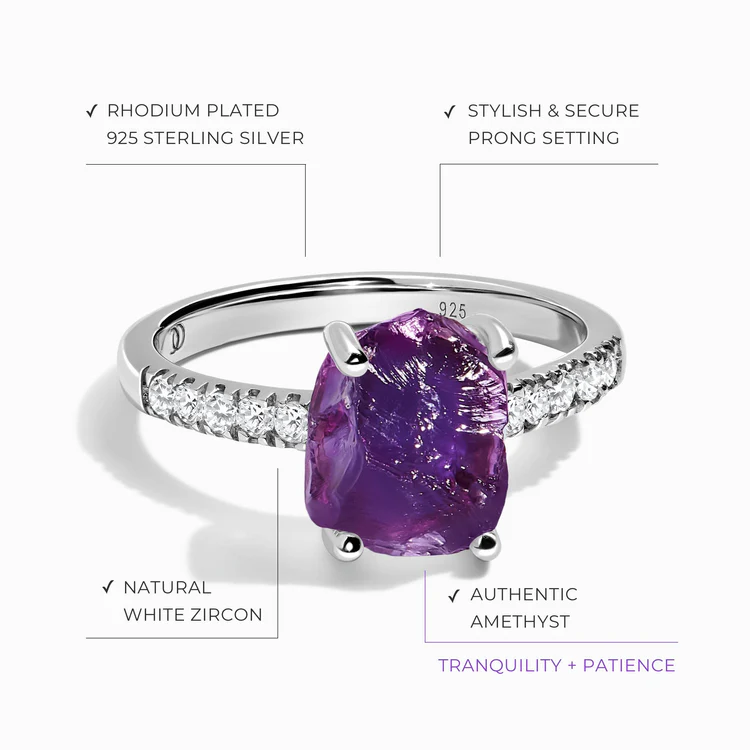 ✓ RHODIUM PLATED
925 STERLING SILVER
✓ STYLISH & SECURE
PRONG SETTING
925
✓ NATURAL
WHITE ZIRCON
✓ AUTHENTIC
AMETHYST
TRANQUILITY + PATIENCE